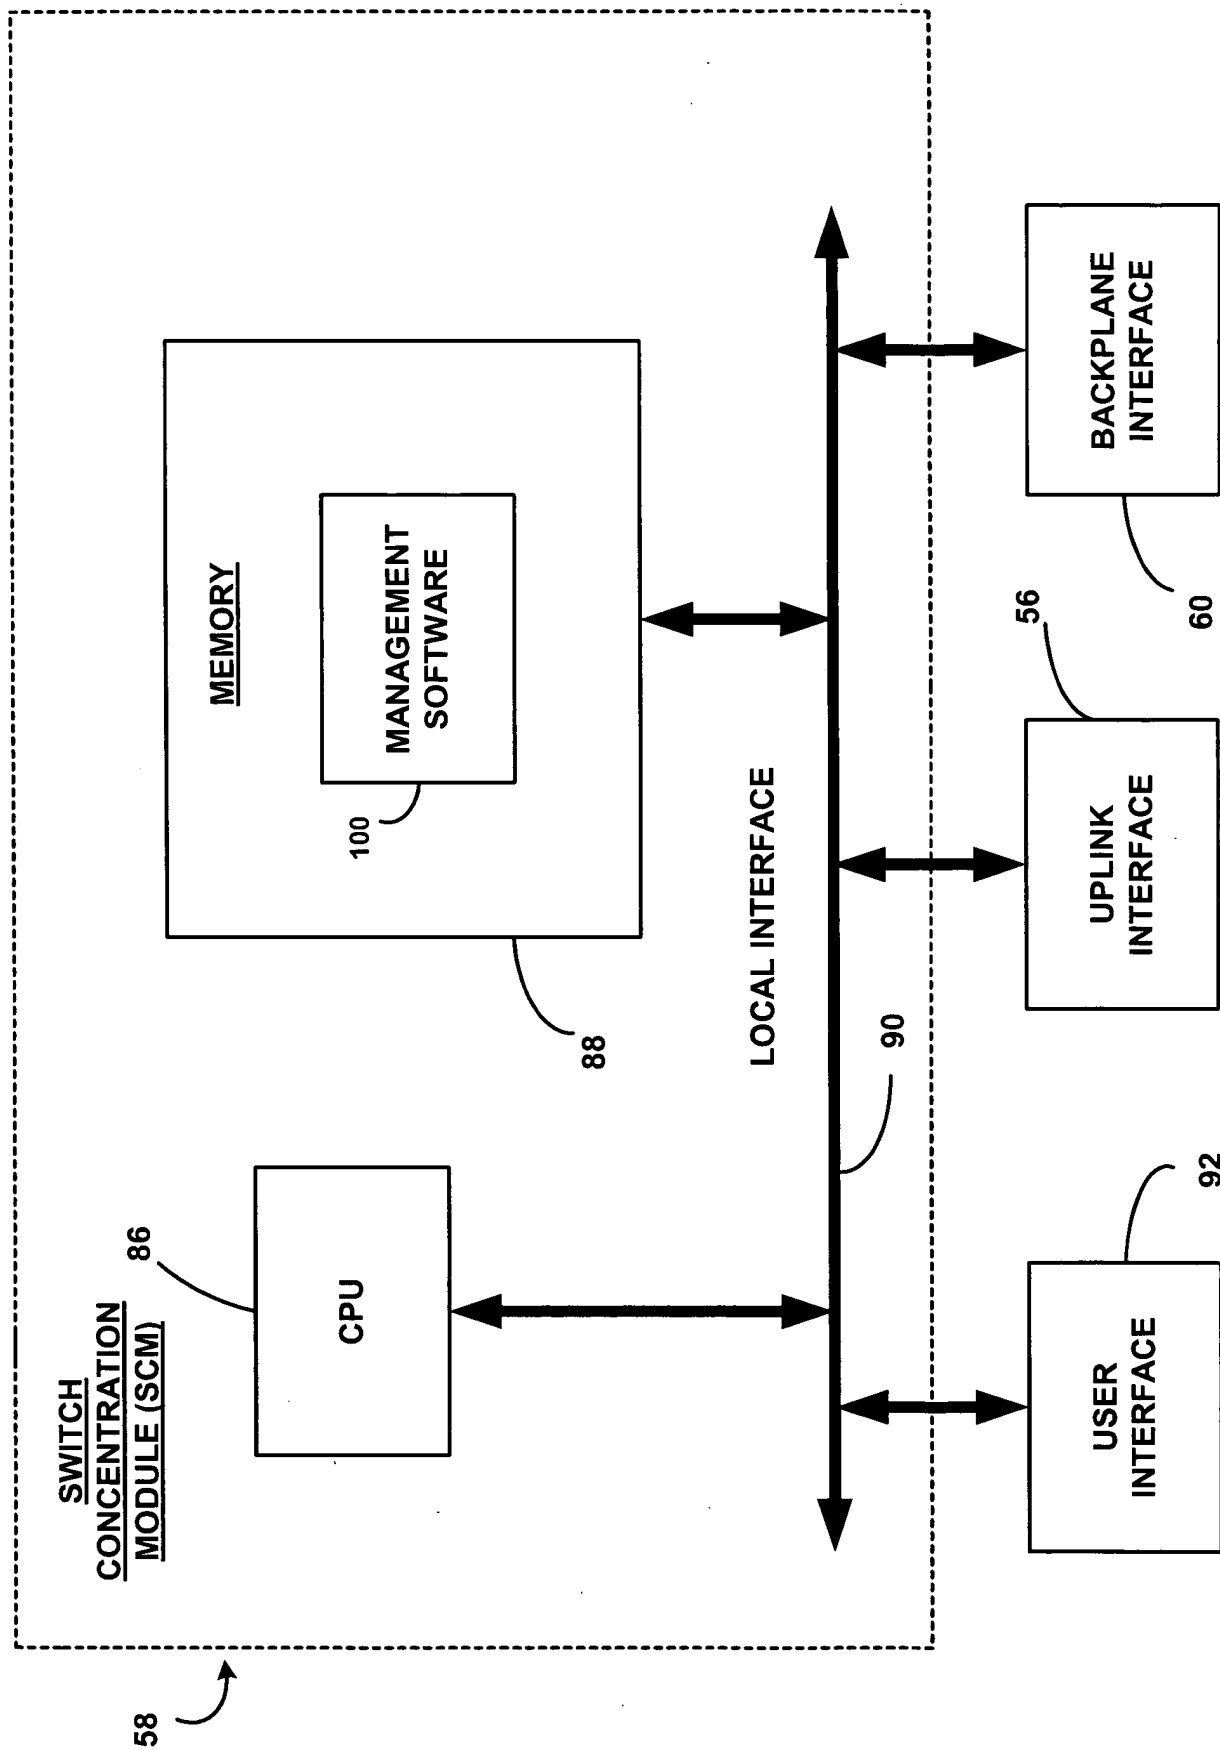 SWITCH
CONCENTRATION
MODULE (SCM)
58
86
CPU
MEMORY
MANAGEMENT
SOFTWARE
100
88
LOCAL INTERFACE
90
USER
INTERFACE
92
UPLINK
INTERFACE
56
BACKPLANE
INTERFACE
60